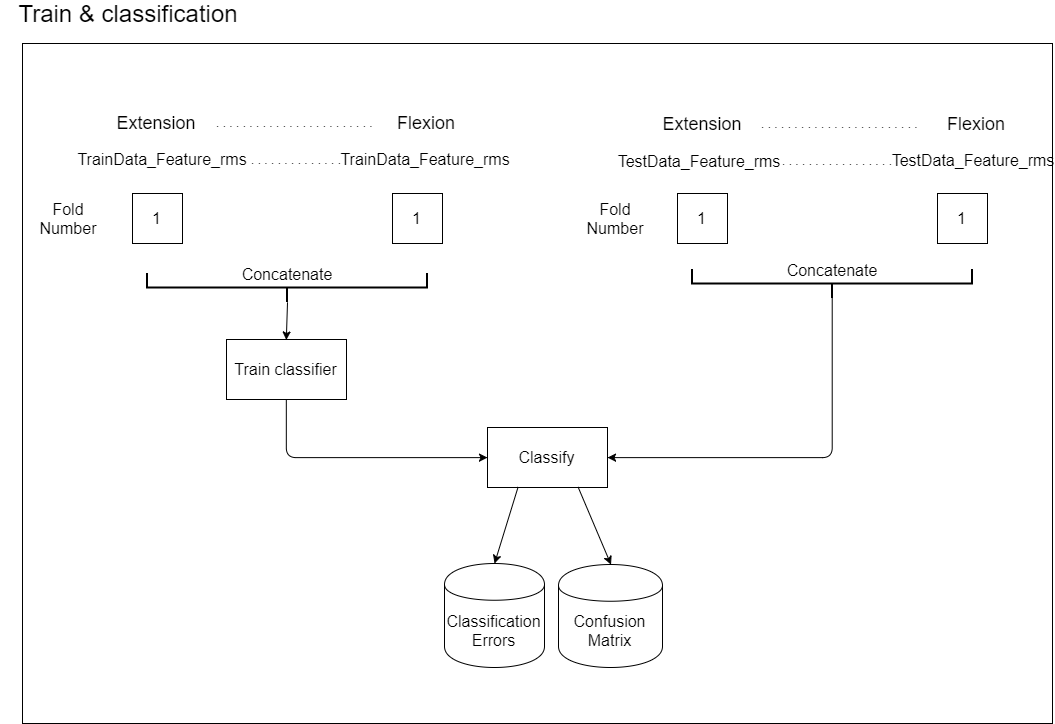 Train & classification
Extension ........................ Flexion
TrainData_Feature_rms..............TrainData_Feature_rms
Fold
Number
1
1
Concatenate
Extension ........................ Flexion
TestData_Feature_rms.................TestData_Feature_rms
Fold
Number
1
1
Concatenate
Train classifier
Classify
Classification
Errors
Confusion
Matrix